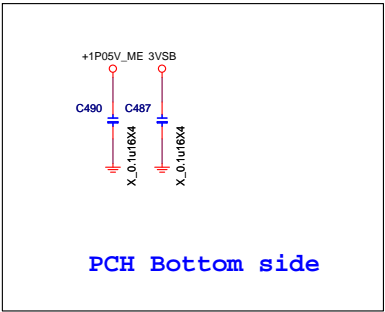 +1P05V_ME 3VSB
C490 C487
X_0.1u16X4 X_0.1u16X4
PCH Bottom side